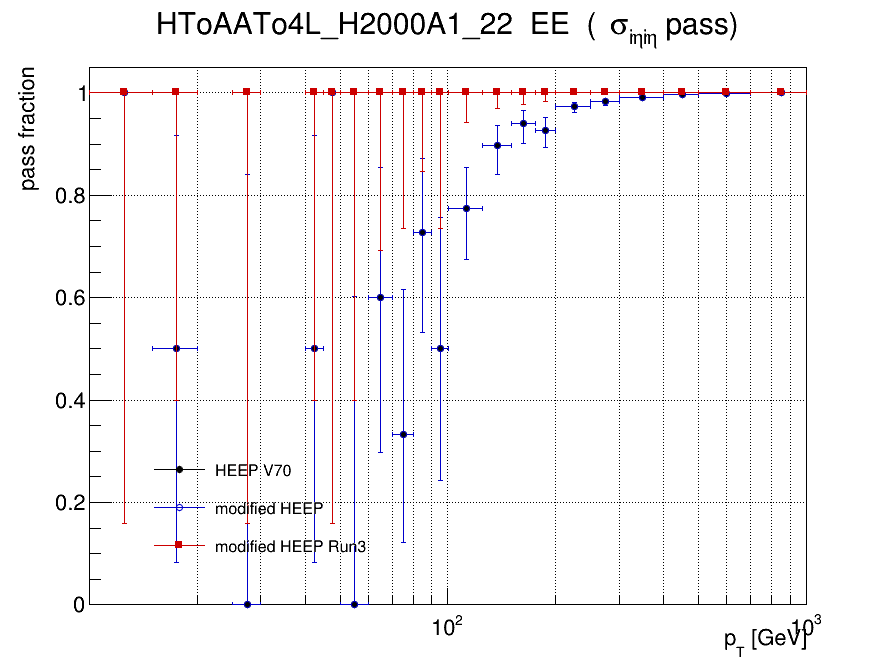 HToAATo4L_H2000A1_22 EE ( σiηiη pass)
pass fraction
1
0.8
0.6
0.4
0.2
0
HEEP V70
modified HEEP
modified HEEP Run3
10²
10³
pT [GeV]